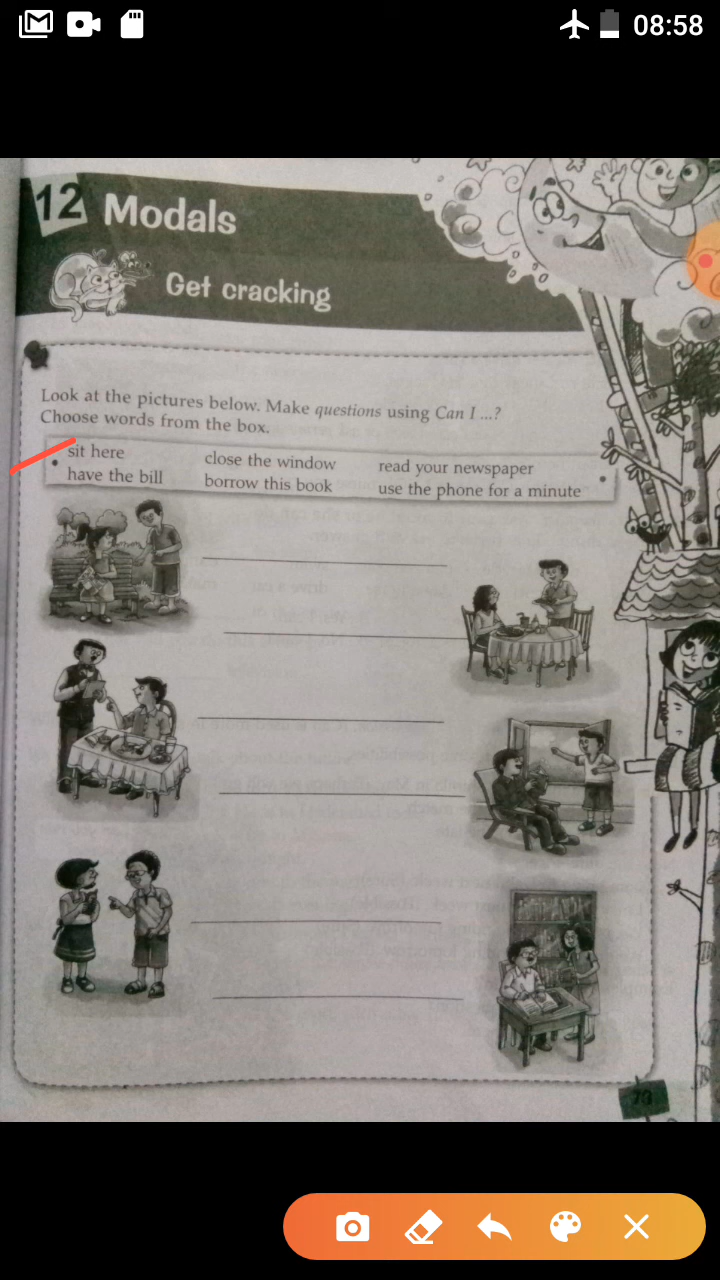 08:58
12 Modals
Get cracking
Look at the pictures below. Make questions using Can I ...?
Choose words from the box.
sit here close the window read your newspaper
have the bill borrow this book use the phone for a minute